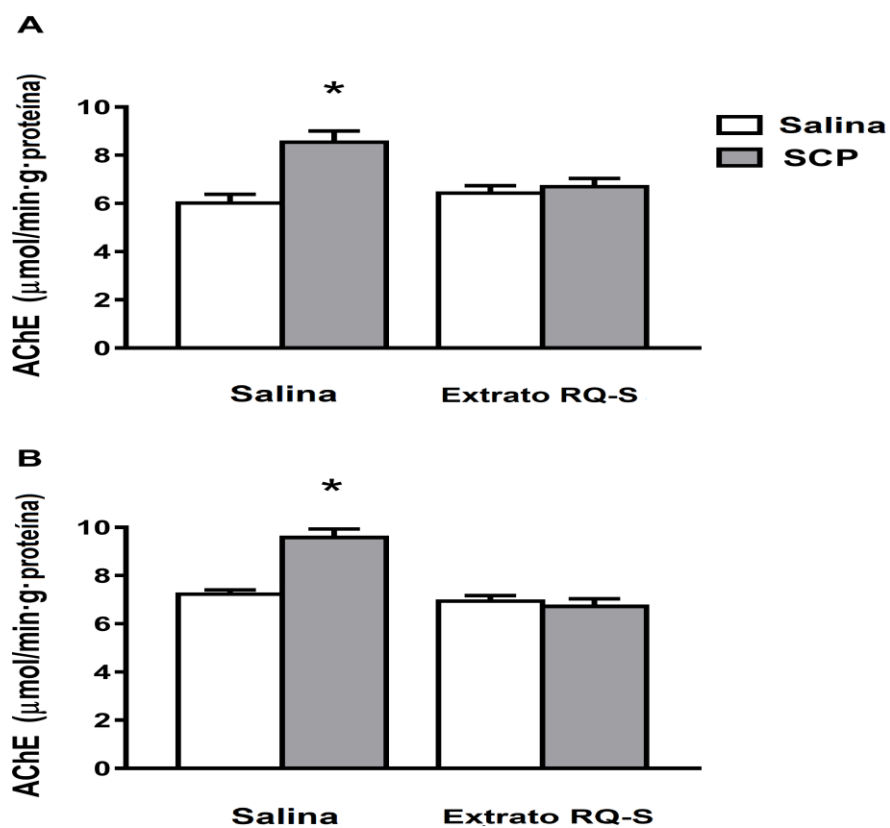 A
AChE (µmol/min·g·proteína)
*
10
8
6
4
2
0
Salina
Extrato RQ-S
Salina
SCP
B
AChE (µmol/min·g·proteína)
*
10
8
6
4
2
0
Salina
Extrato RQ-S